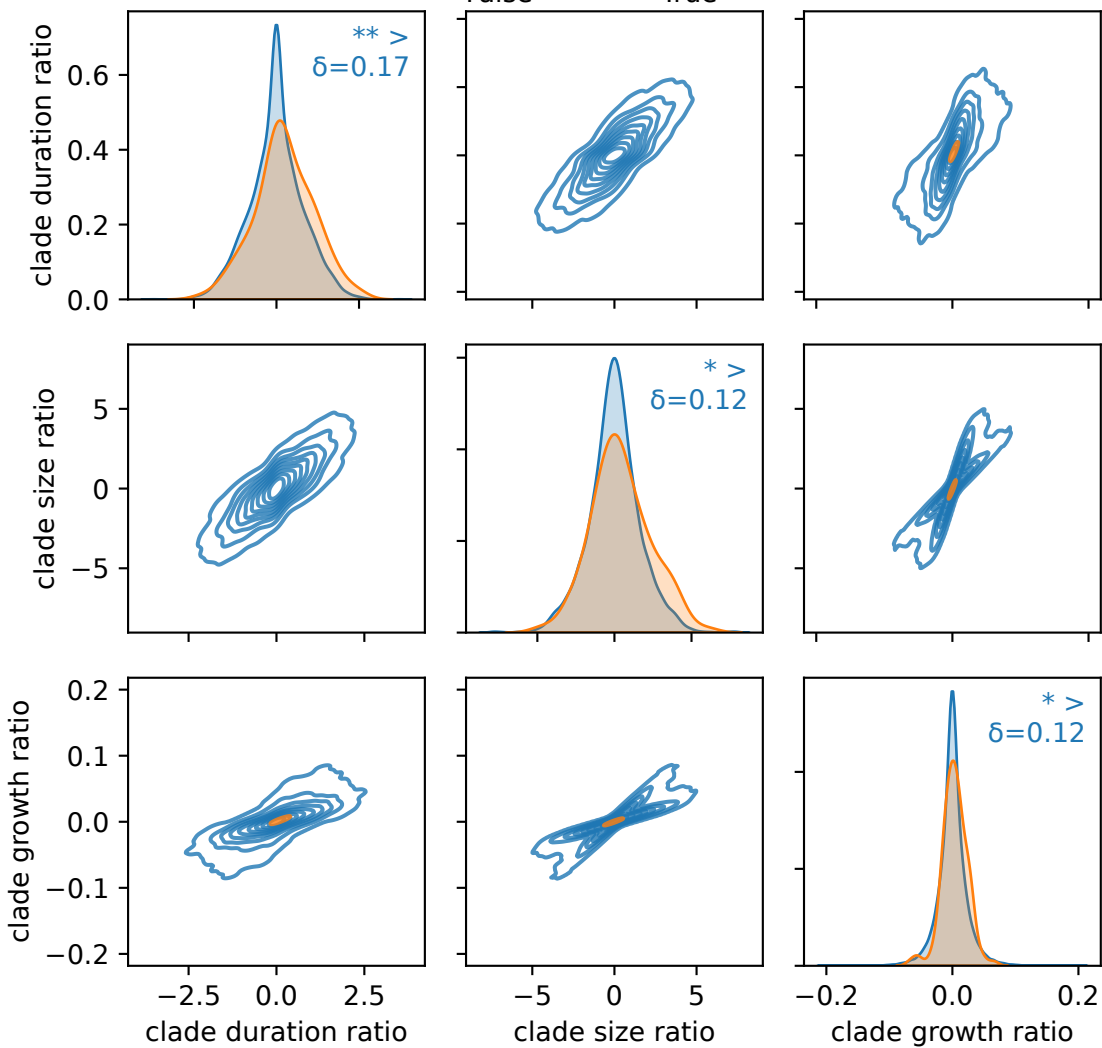 False True
clade duration ratio
0.6
0.4
0.2
0.0
** >
δ=0.17
clade size ratio
5
0
−5
* >
δ=0.12
clade growth ratio
0.2
0.1
0.0
−0.1
−0.2
* >
δ=0.12
−2.5 0.0 2.5
−5 0 5
−0.2 0.0 0.2
clade duration ratio
clade size ratio
clade growth ratio